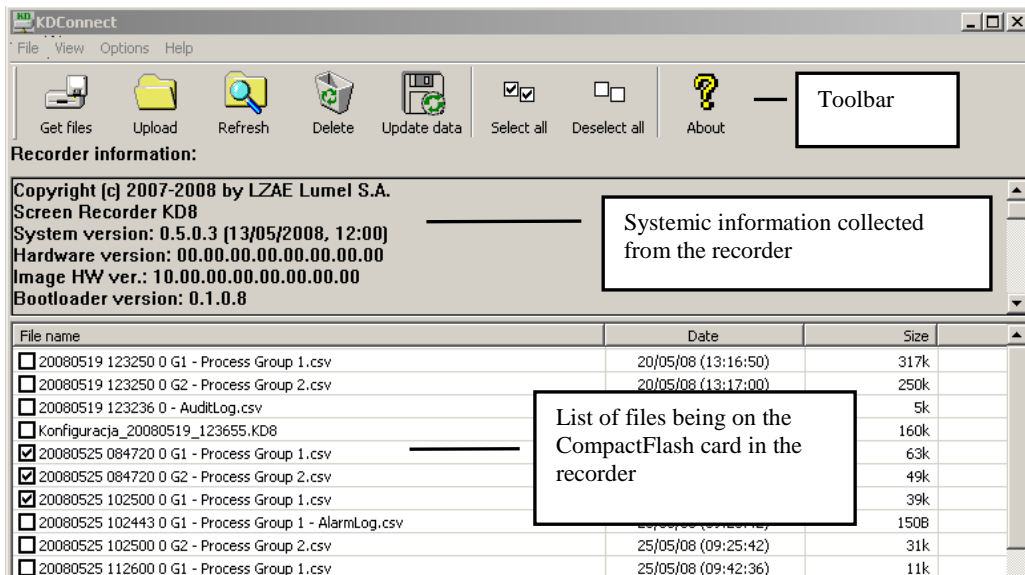 KDConnect
File View Options Help
Get files Upload Refresh Delete Update data Select all Deselect all About
Toolbar
Recorder information:
Copyright (c) 2007-2008 by LZAE Lumel S.A.
Screen Recorder KD8
System version: 0.5.0.3 (13/05/2008, 12:00)
Hardware version: 00.00.00.00.00.00.00.00
Image HW ver.: 10.00.00.00.00.00.00.00
Bootloader version: 0.1.0.8
Systemic information collected
from the recorder
File name Date Size
20080519 123250 0 G1 - Process Group 1.csv 20/05/08 (13:16:50) 317k
20080519 123250 0 G2 - Process Group 2.csv 20/05/08 (13:17:00) 250k
20080519 123236 0 - AuditLog.csv 5k
Konfiguracja_20080519_123655.KD8 160k
20080525 084720 0 G1 - Process Group 1.csv 63k
20080525 084720 0 G2 - Process Group 2.csv 49k
20080525 102500 0 G1 - Process Group 1.csv 39k
20080525 102443 0 G1 - Process Group 1 - AlarmLog.csv 150B
20080525 102500 0 G2 - Process Group 2.csv 25/05/08 (09:25:42) 31k
20080525 112600 0 G1 - Process Group 1.csv 25/05/08 (09:42:36) 11k
List of files being on the
CompactFlash card in the
recorder